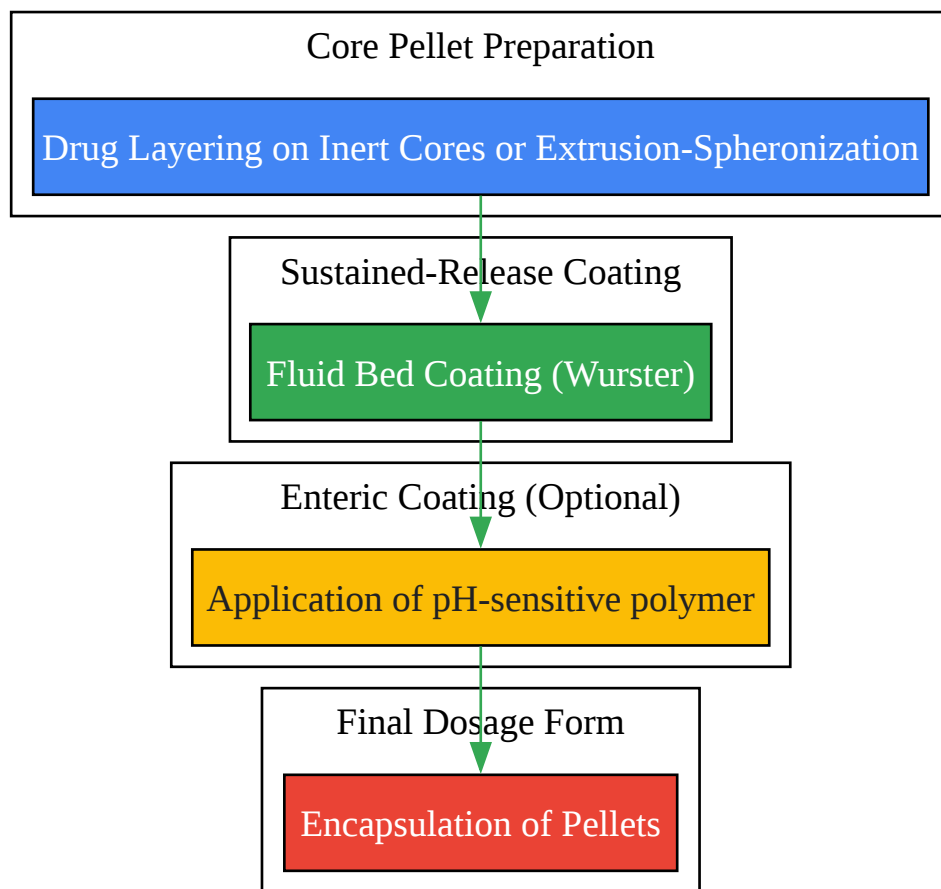 Core Pellet Preparation
Drug Layering on Inert Cores or Extrusion-Spheronization
Sustained-Release Coating
Fluid Bed Coating (Wurster)
Enteric Coating (Optional)
Application of pH-sensitive polymer
Final Dosage Form
Encapsulation of Pellets